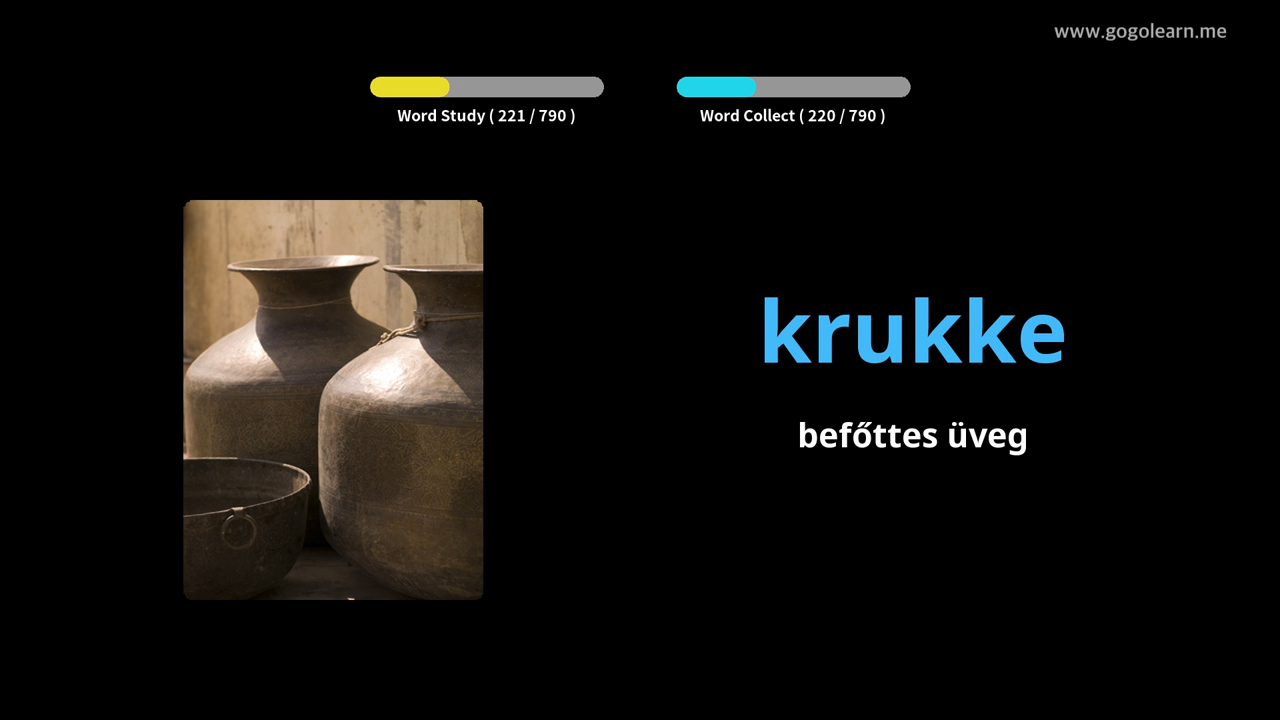 www.gogolearn.me
Word Study ( 221 / 790 )
Word Collect ( 220 / 790 )
krukke
befőttes üveg